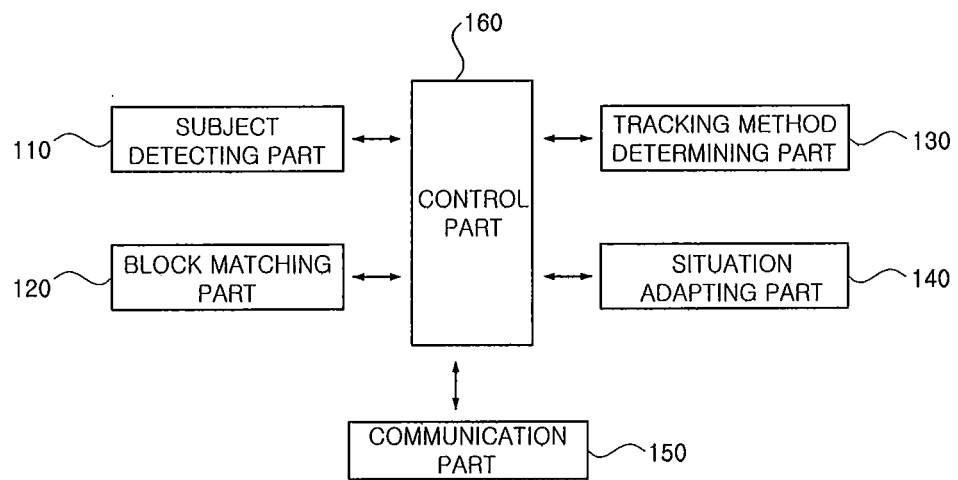 160
SUBJECT
DETECTING PART
110
TRACKING METHOD
DETERMINING PART
130
CONTROL
PART
BLOCK MATCHING
PART
120
SITUATION
ADAPTING PART
140
COMMUNICATION
PART
150